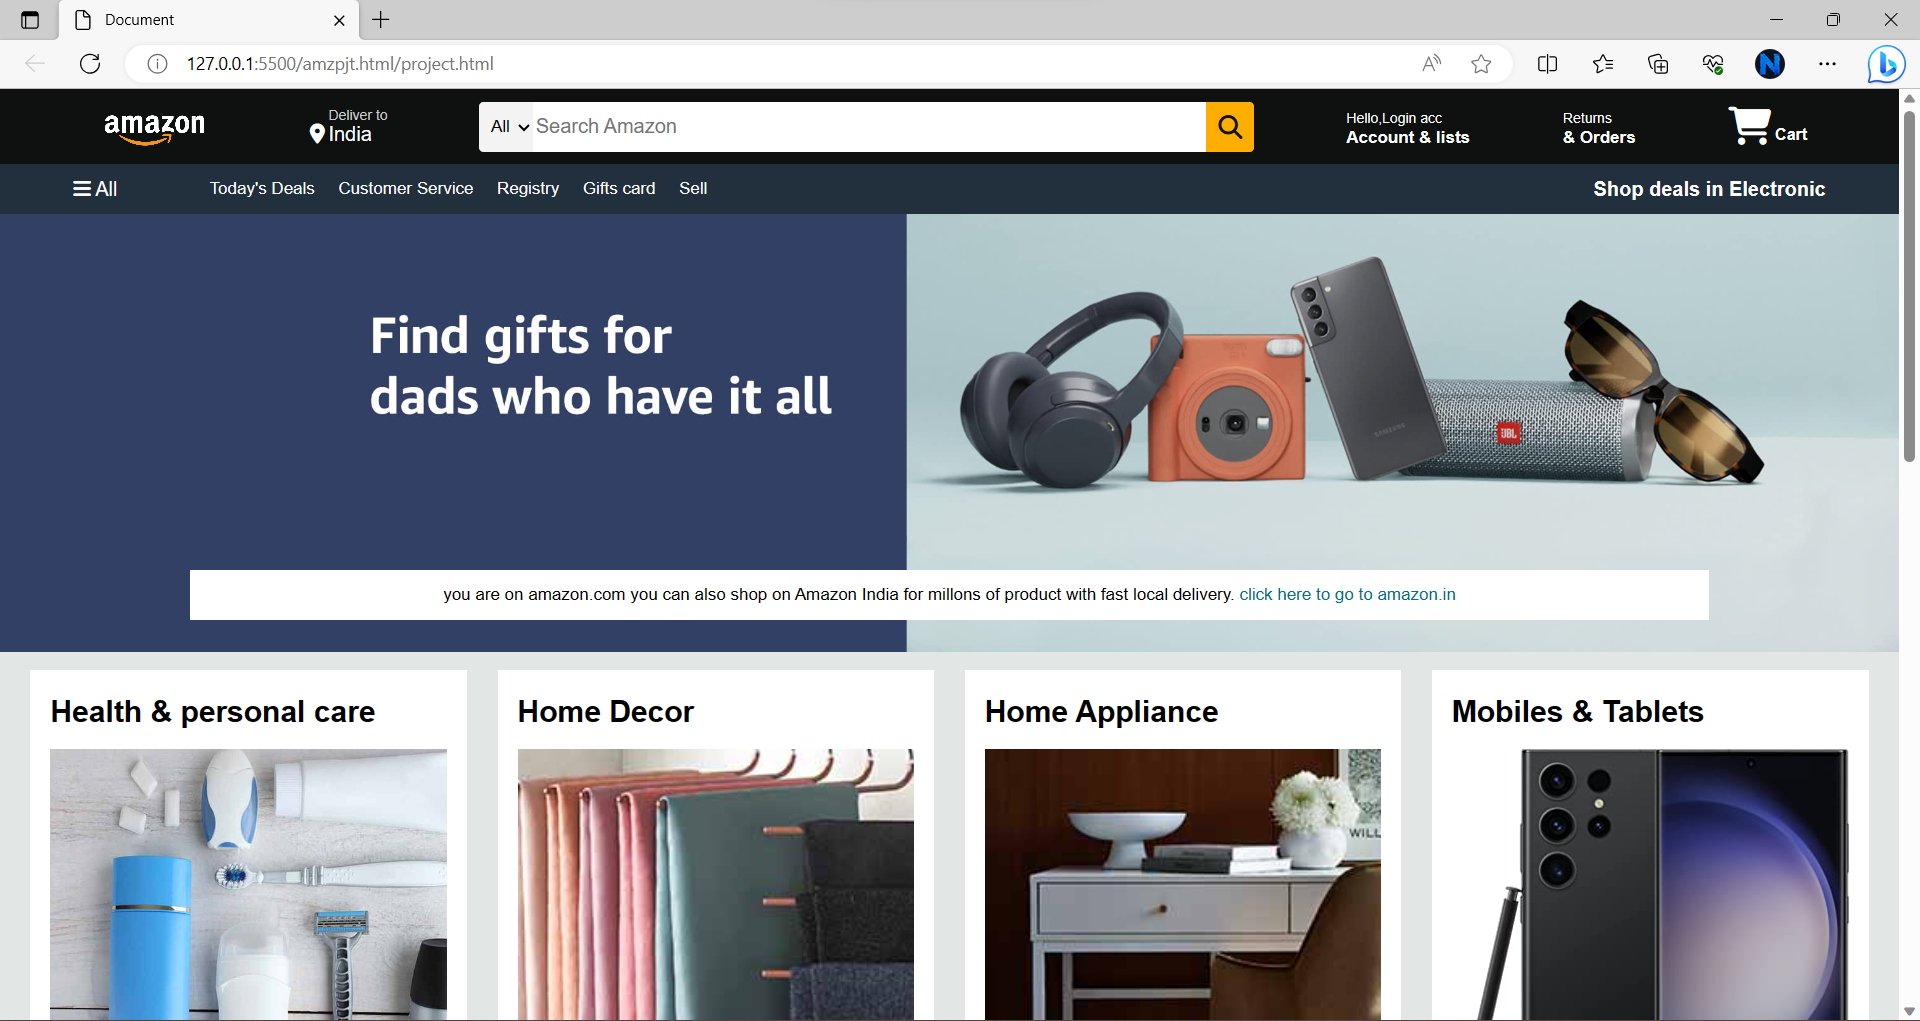 Document
127.0.0.1:5500/amzpjt.html/project.html
amazon
Deliver to
India
All
Search Amazon
Hello,Login acc
Account & lists
Returns
& Orders
Cart
All
Today's Deals
Customer Service
Registry
Gifts card
Sell
Shop deals in Electronic
Find gifts for
dads who have it all
SAMSUNG
JBL
you are on amazon.com you can also shop on Amazon India for millons of product with fast local delivery. click here to go to amazon.in
Health & personal care
Home Decor
Home Appliance
Mobiles & Tablets
WILL